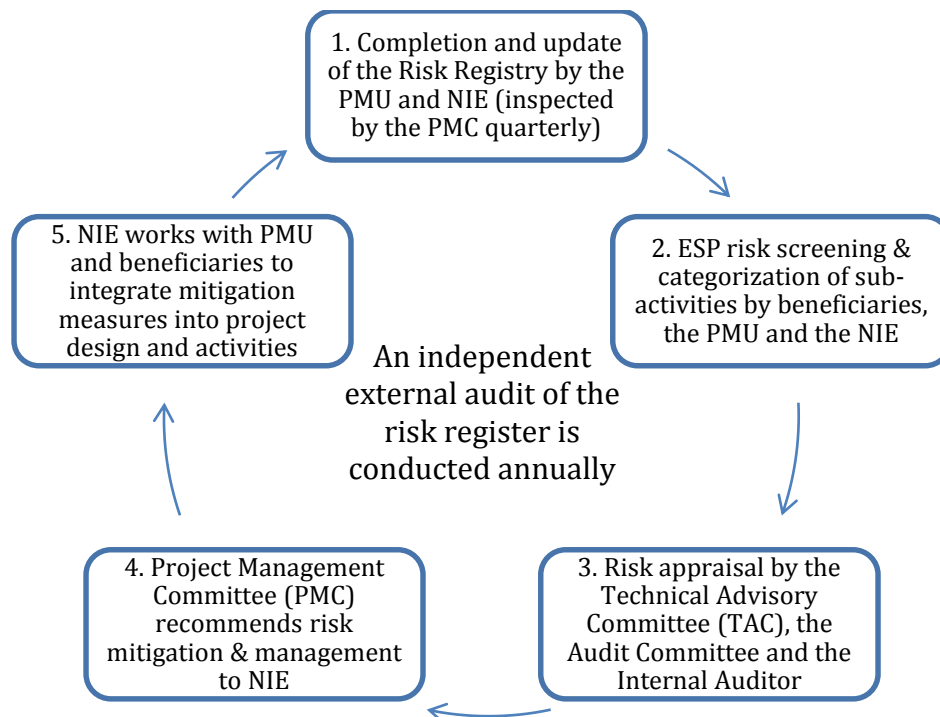 1. Completion and update
of the Risk Registry by the
PMU and NIE (inspected
by the PMC quarterly)
2. ESP risk screening &
categorization of sub-
activities by beneficiaries,
the PMU and the NIE
3. Risk appraisal by the
Technical Advisory
Committee (TAC), the
Audit Committee and the
Internal Auditor
4. Project Management
Committee (PMC)
recommends risk
mitigation & management
to NIE
5. NIE works with PMU
and beneficiaries to
integrate mitigation
measures into project
design and activities
An independent
external audit of the
risk register is
conducted annually